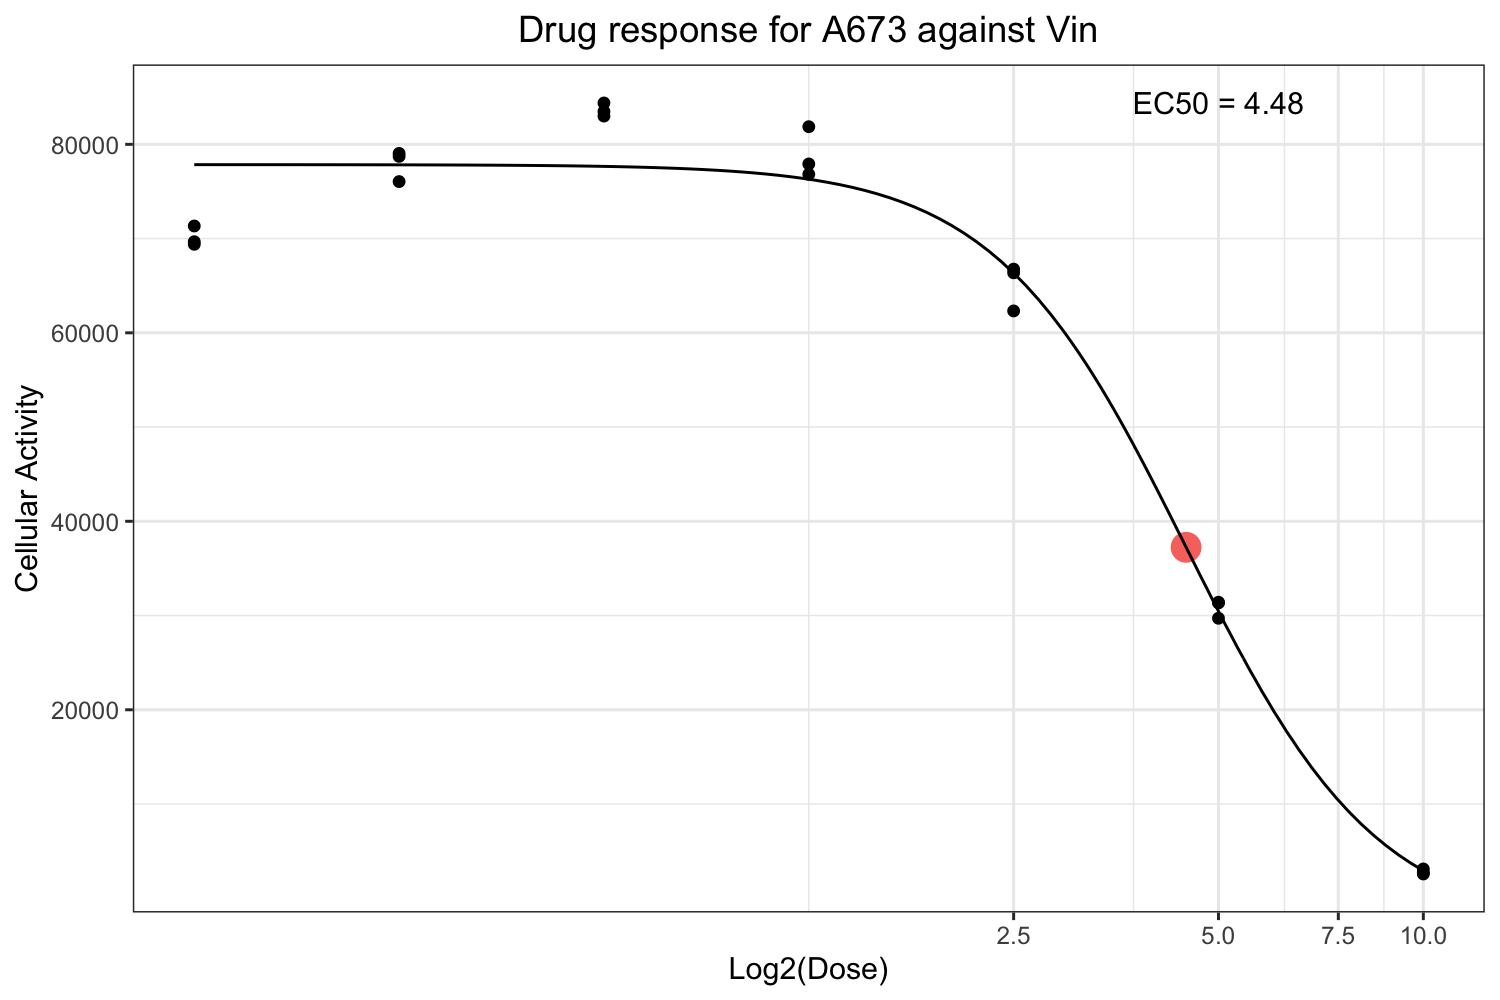 Drug response for A673 against Vin
EC50 = 4.48
80000
60000
40000
20000
Cellular Activity
2.5 5.0 7.5 10.0
Log2(Dose)